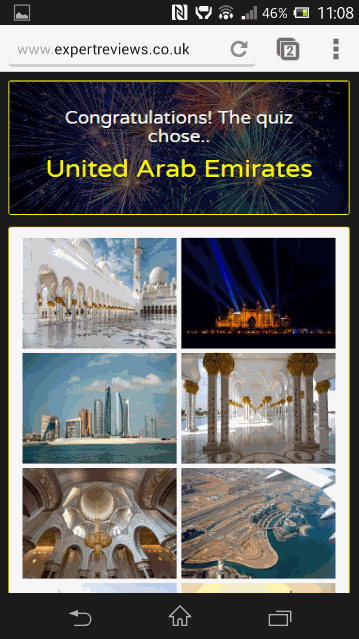 46% 11:08
www.expertreviews.co.uk
2
Congratulations! The quiz
chose..
United Arab Emirates